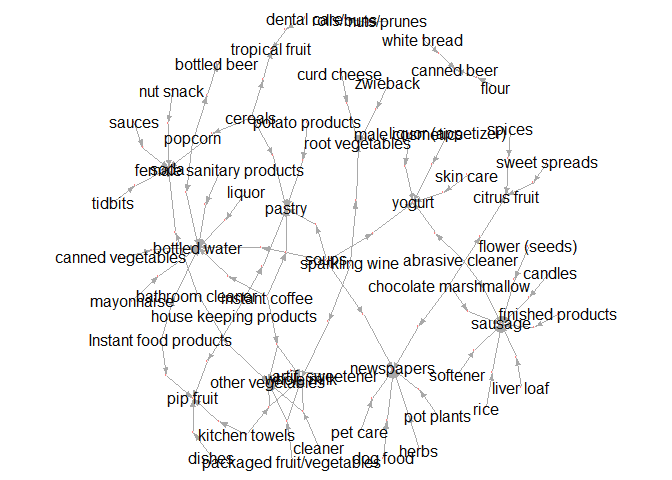 dental care
rolls/buns
nuts/prunes
white bread
tropical fruit
bottled beer
canned beer
curd cheese
zwieback
flour
nut snack
sauces
cereals
potato products
male cosmetics
liquor (appetizer)
spices
popcorn
root vegetables
female sanitary products
soda
sweet spreads
skin care
liquor
citrus fruit
tidbits
pastry
yogurt
bottled water
flower (seeds)
canned vegetables
soups
sparkling wine
abrasive cleaner
candles
chocolate marshmallow
mayonnaise
bathroom cleaner
instant coffee
house keeping products
finished products
sausage
Instant food products
newspapers
other vegetables
whole milk
artif. sweetener
softener
liver loaf
pip fruit
rice
pot plants
kitchen towels
pet care
cleaner
herbs
dishes
packaged fruit/vegetables
dog food